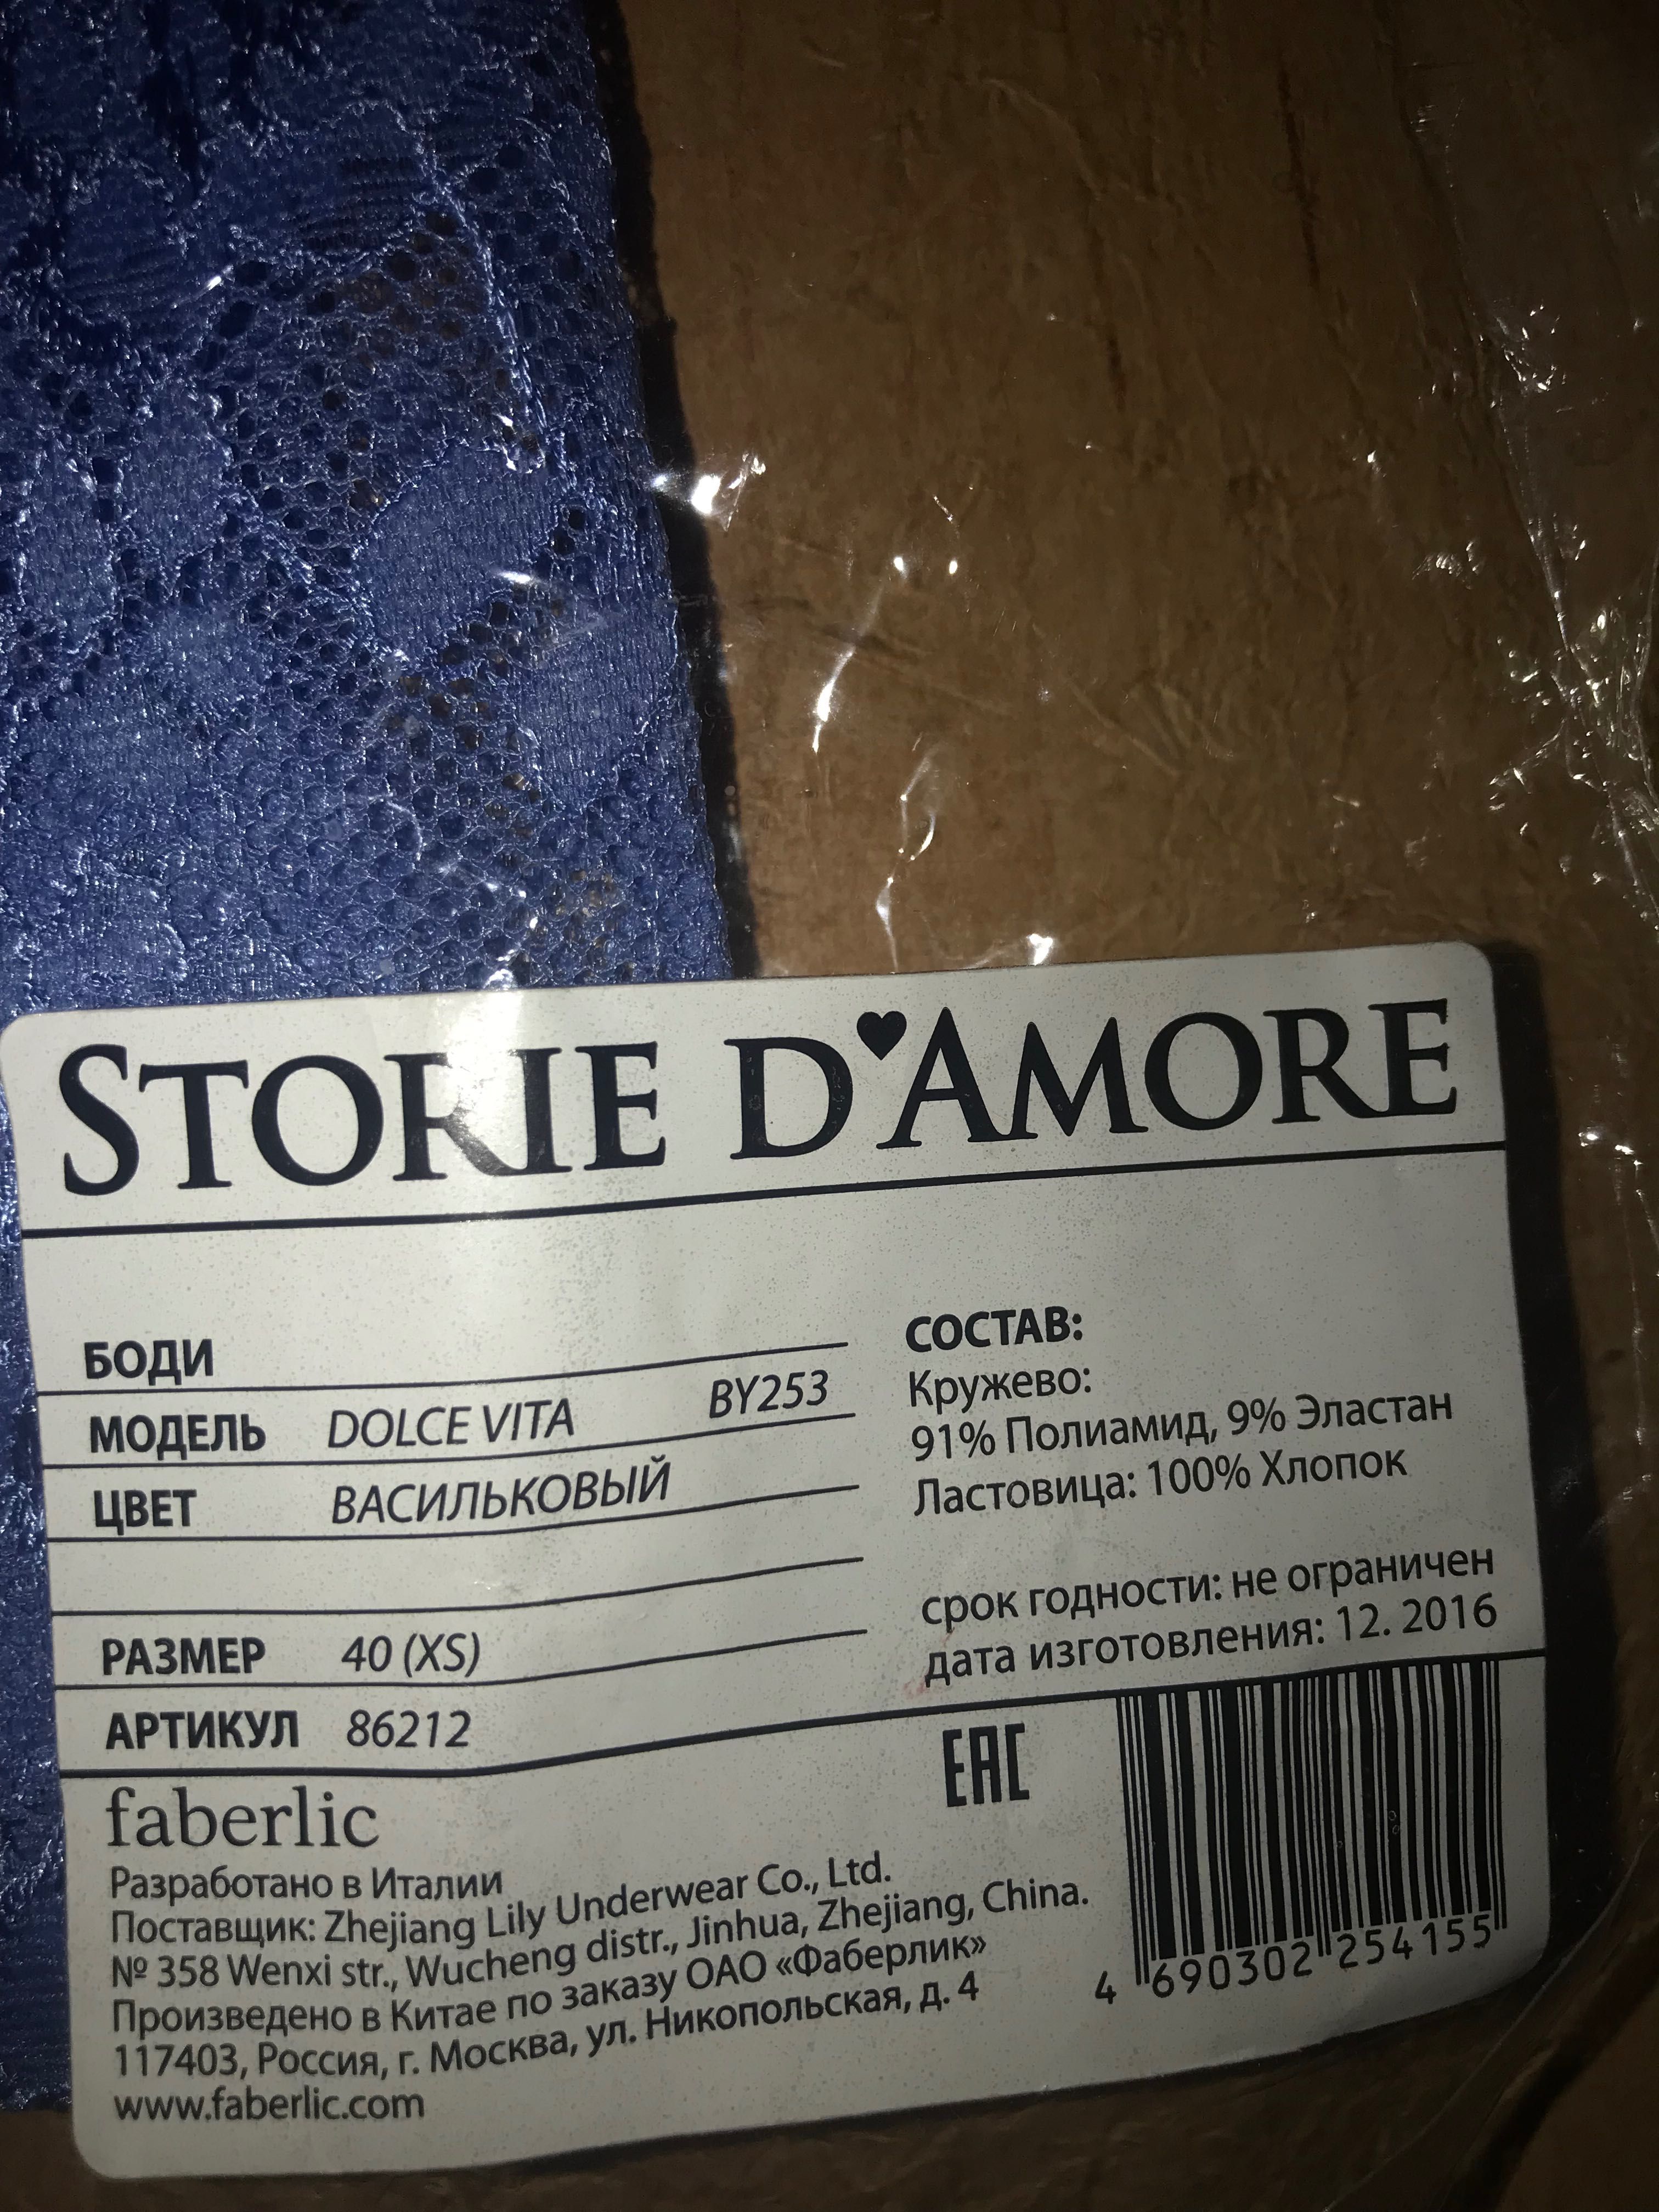 STORIE D'AMORE
БОДИ
МОДЕЛЬ DOLCE VITA BY253
ЦВЕТ ВАСИЛЬКОВЫЙ
РАЗМЕР 40 (XS)
АРТИКУЛ 86212
СОСТАВ:
Кружево:
91% Полиамид, 9% Эластан
Ластовица: 100% Хлопок
срок годности: не ограничен
дата изготовления: 12. 2016
EAC
faberlic
Разработано в Италии
Поставщик: Zhejiang Lily Underwear Co., Ltd.
№ 358 Wenxi str., Wucheng distr., Jinhua, Zhejiang, China.
Произведено в Китае по заказу ОАО «Фаберлик»
117403, Россия, г. Москва, ул. Никопольская, д. 4
www.faberlic.com
4 690302 254155